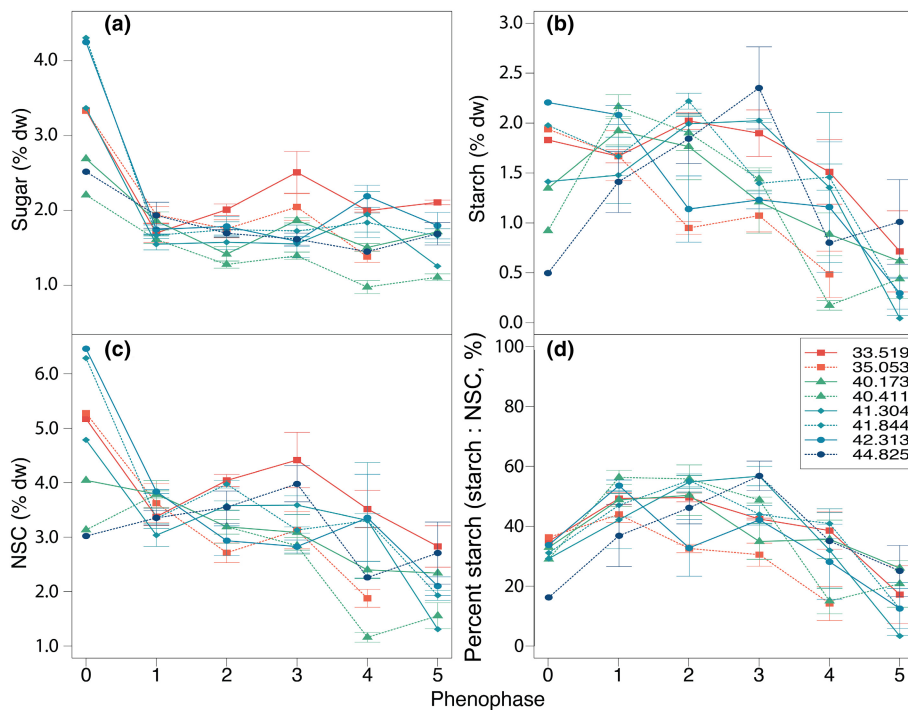 (a)
4.0
3.0
2.0
1.0
Sugar (% dw)
(b)
3.0
2.5
2.0
1.5
1.0
0.5
0.0
Starch (% dw)
(c)
6.0
5.0
4.0
3.0
2.0
1.0
NSC (% dw)
0 1 2 3 4 5
(d)
100
80
60
40
20
0
Percent starch (starch : NSC, %)
33.519
35.053
40.173
40.411
41.304
41.844
42.313
44.825
0 1 2 3 4 5
Phenophase